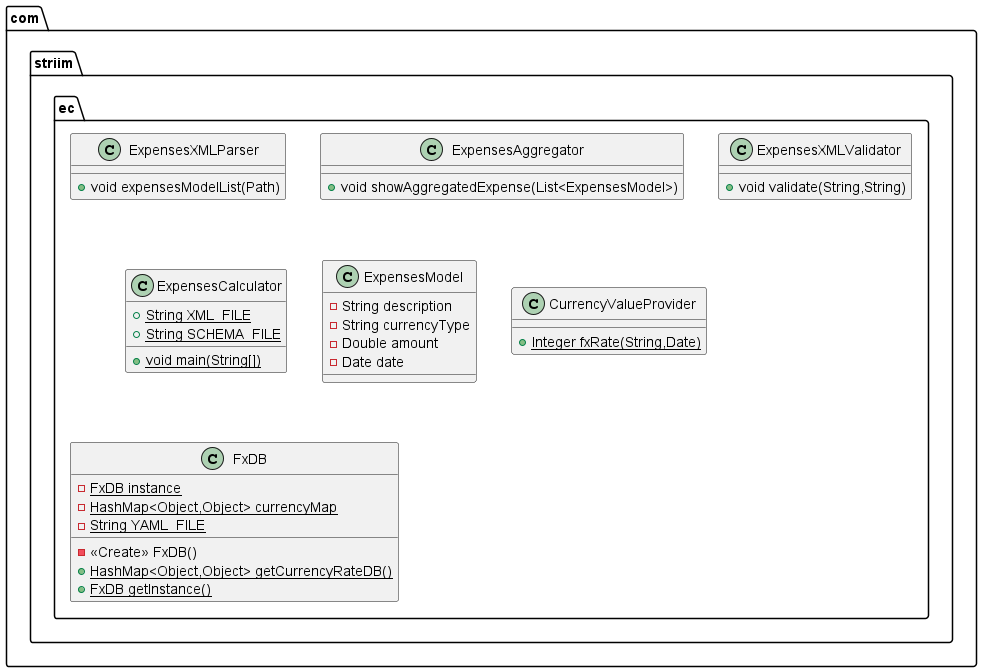 com
striim
ec
C ExpensesXMLParser
void expensesModelList(Path)
C ExpensesAggregator
void showAggregatedExpense(List<ExpensesModel>)
C ExpensesXMLValidator
void validate(String,String)
C ExpensesCalculator
String XML_FILE
String SCHEMA_FILE
void main(String[])
C ExpensesModel
String description
String currencyType
Double amount
Date date
C CurrencyValueProvider
Integer fxRate(String,Date)
C FxDB
FxDB instance
HashMap<Object,Object> currencyMap
String YAML_FILE
«Create» FxDB()
HashMap<Object,Object> getCurrencyRateDB()
FxDB getInstance()